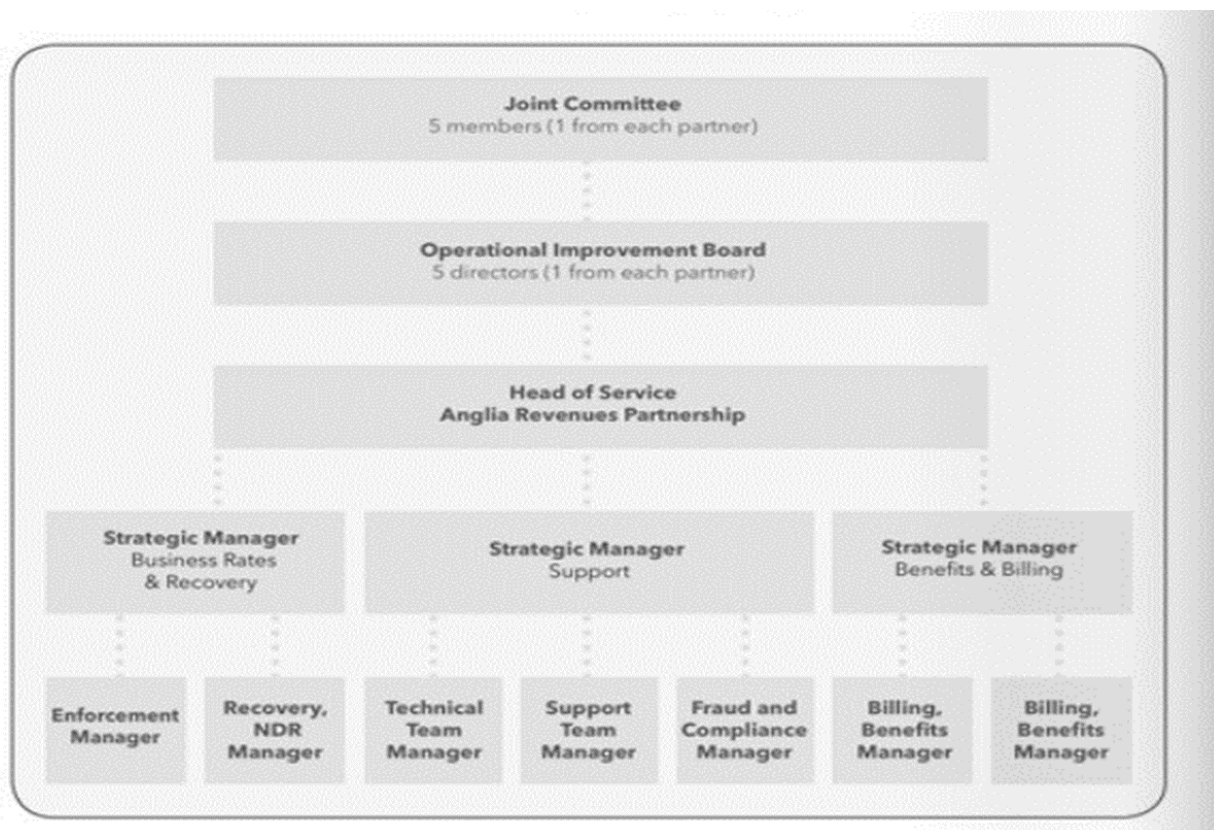 Joint Committee
5 members (1 from each partner)
Operational Improvement Board
5 directors (1 from each partner)
Head of Service
Anglia Revenues Partnership
Strategic Manager
Business Rates
& Recovery
Strategic Manager
Support
Strategic Manager
Benefits & Billing
Enforcement
Manager
Recovery,
NDR
Manager
Technical
Team
Manager
Support
Team
Manager
Fraud and
Compliance
Manager
Billing,
Benefits
Manager
Billing,
Benefits
Manager